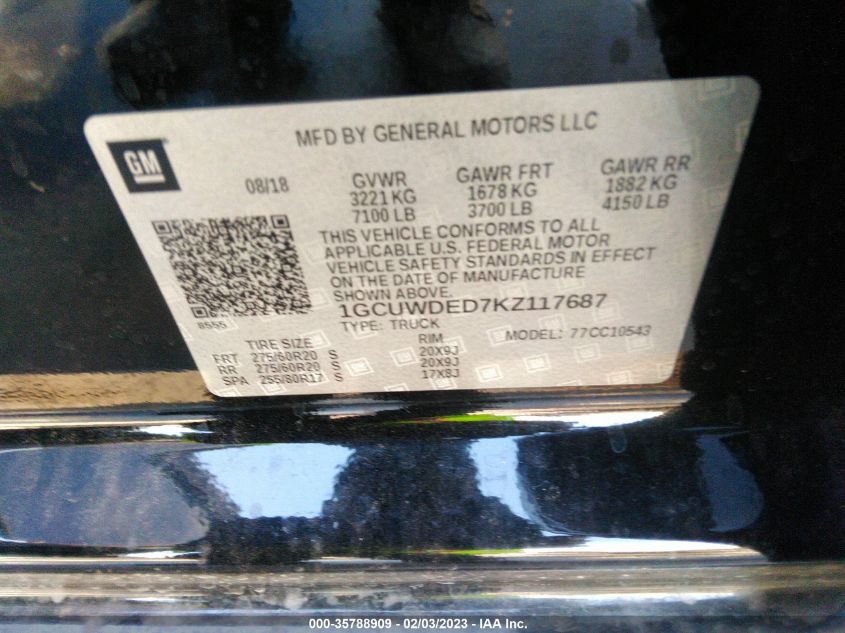 MFD BY GENERAL MOTORS LLC
GM
08/18
GVWR
3221 KG
7100 LB
GAWR FRT
1678 KG
3700 LB
GAWR RR
1882 KG
4150 LB
THIS VEHICLE CONFORMS TO ALL
APPLICABLE U.S. FEDERAL MOTOR
VEHICLE SAFETY STANDARDS IN EFFECT
ON THE DATE OF MANUFACTURE
SHOWN ABOVE.
8555
1GCUWDED7KZ117687
TYPE: TRUCK
MODEL: 77CC10543
TIRE SIZE RIM
FRT 275/60R20 S 20X9J
RR 275/60R20 S 20X9J
SPA 255/80R17 S 17X8J
000-35788909 - 02/03/2023 - IAA Inc.